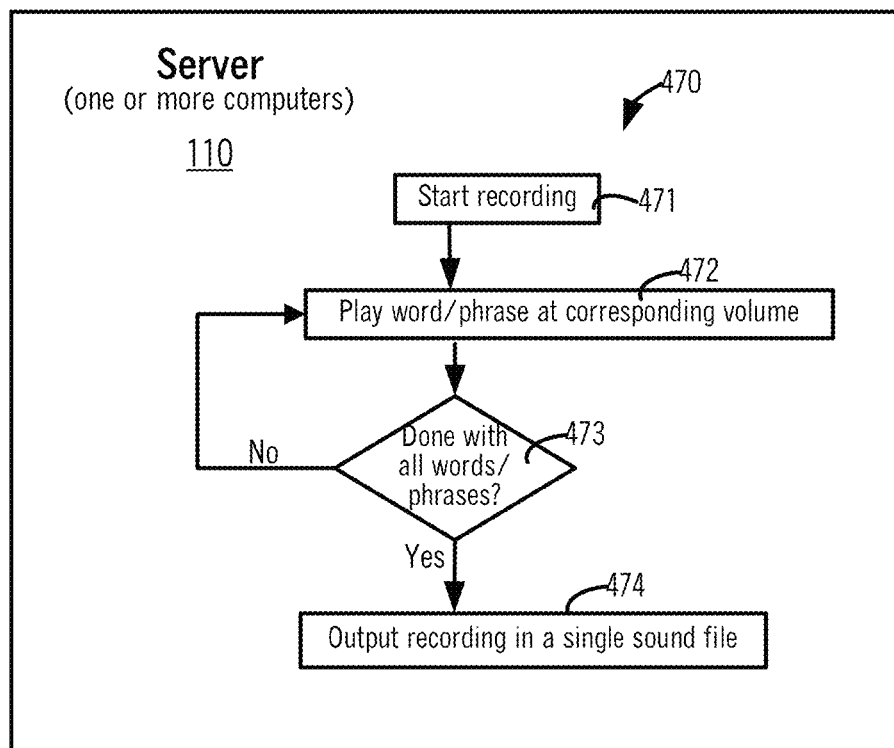 Server
(one or more computers)
110
470
Start recording
471
472
Play word/phrase at corresponding volume
Done with
all words/
phrases?
473
No
Yes
474
Output recording in a single sound file